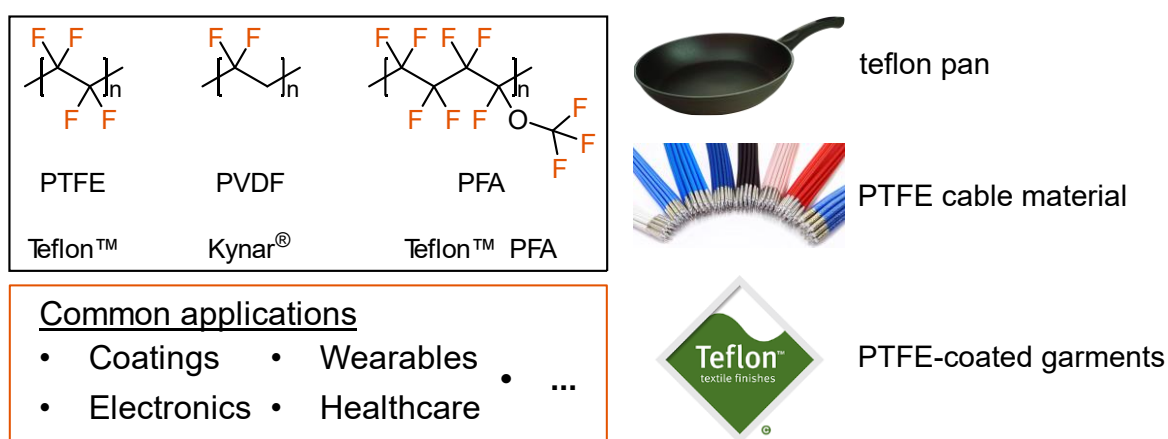 F F
n
F F
F F
n
F F F F
n
F F F O F
F
F
PTFE PVDF PFA
Teflon™ Kynar® Teflon™ PFA
Common applications
• Coatings • Wearables
• Electronics • Healthcare
• ...
teflon pan
PTFE cable material
Teflon™
textile finishes
©
PTFE-coated garments